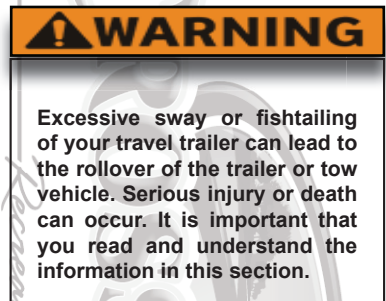 WARNING
Excessive sway or fishtailing
of your travel trailer can lead to
the rollover of the trailer or tow
vehicle. Serious injury or death
can occur. It is important that
you read and understand the
information in this section.